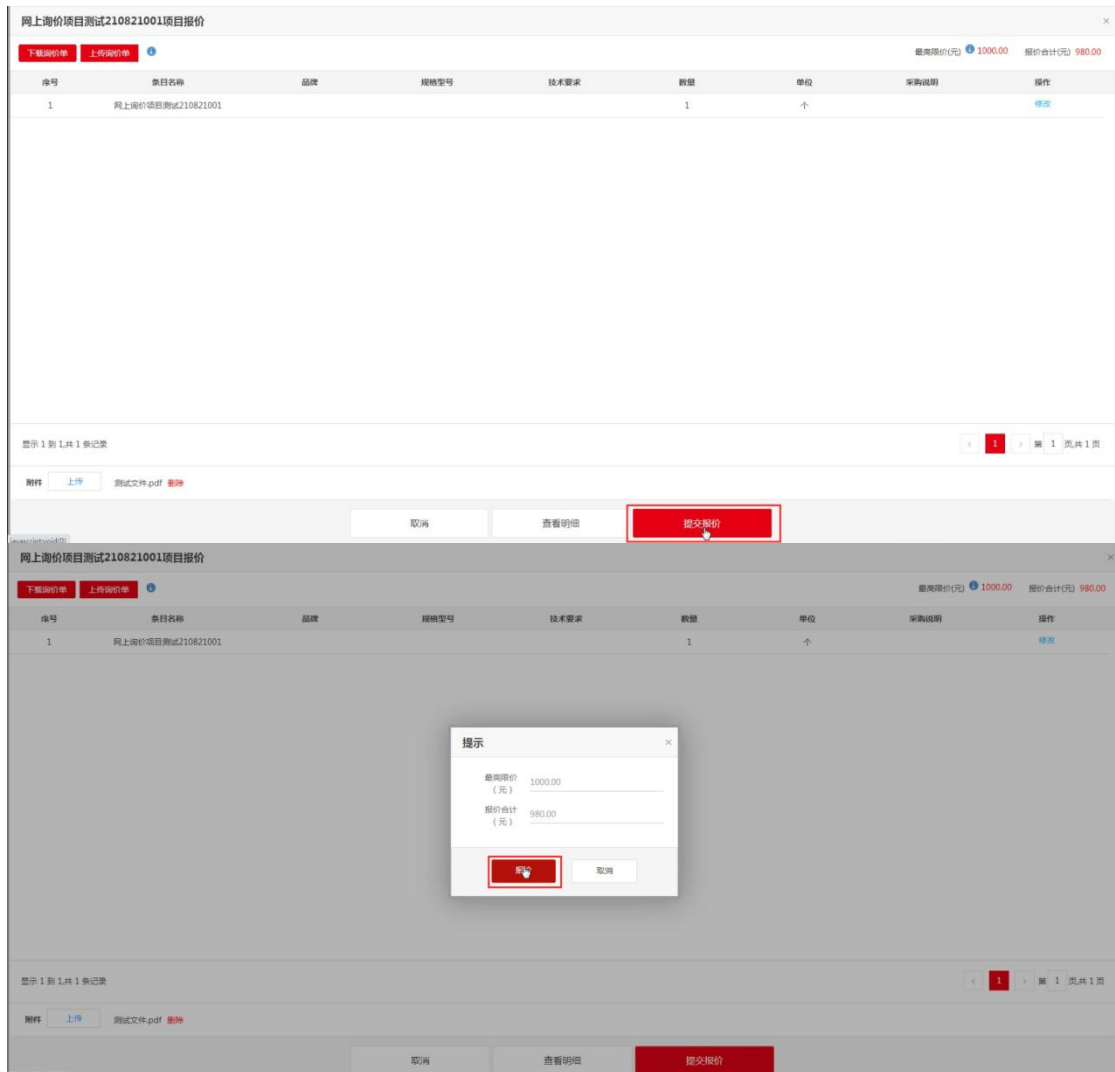 网上询价项目测试210821001项目报价 ×
下载询价单 上传询价单 最高限价(元) 1000.00 报价合计(元) 980.00
序号 条目名称 品牌 规格型号 技术要求 数量 单位 采购说明 操作
1 网上询价项目测试210821001 1 个 修改
显示 1 到 1,共 1 条记录 < 1 > 第 1 页,共 1 页
附件 上传 测试文件.pdf 删除
取消 查看明细 提交报价
javascript:void(0)
网上询价项目测试210821001项目报价 ×
下载询价单 上传询价单 最高限价(元) 1000.00 报价合计(元) 980.00
序号 条目名称 品牌 规格型号 技术要求 数量 单位 采购说明 操作
1 网上询价项目测试210821001 1 个 修改
提示 ×
最高限价
(元) 1000.00
报价合计
(元) 980.00
报价 取消
显示 1 到 1,共 1 条记录 < 1 > 第 1 页,共 1 页
附件 上传 测试文件.pdf 删除
取消 查看明细 提交报价